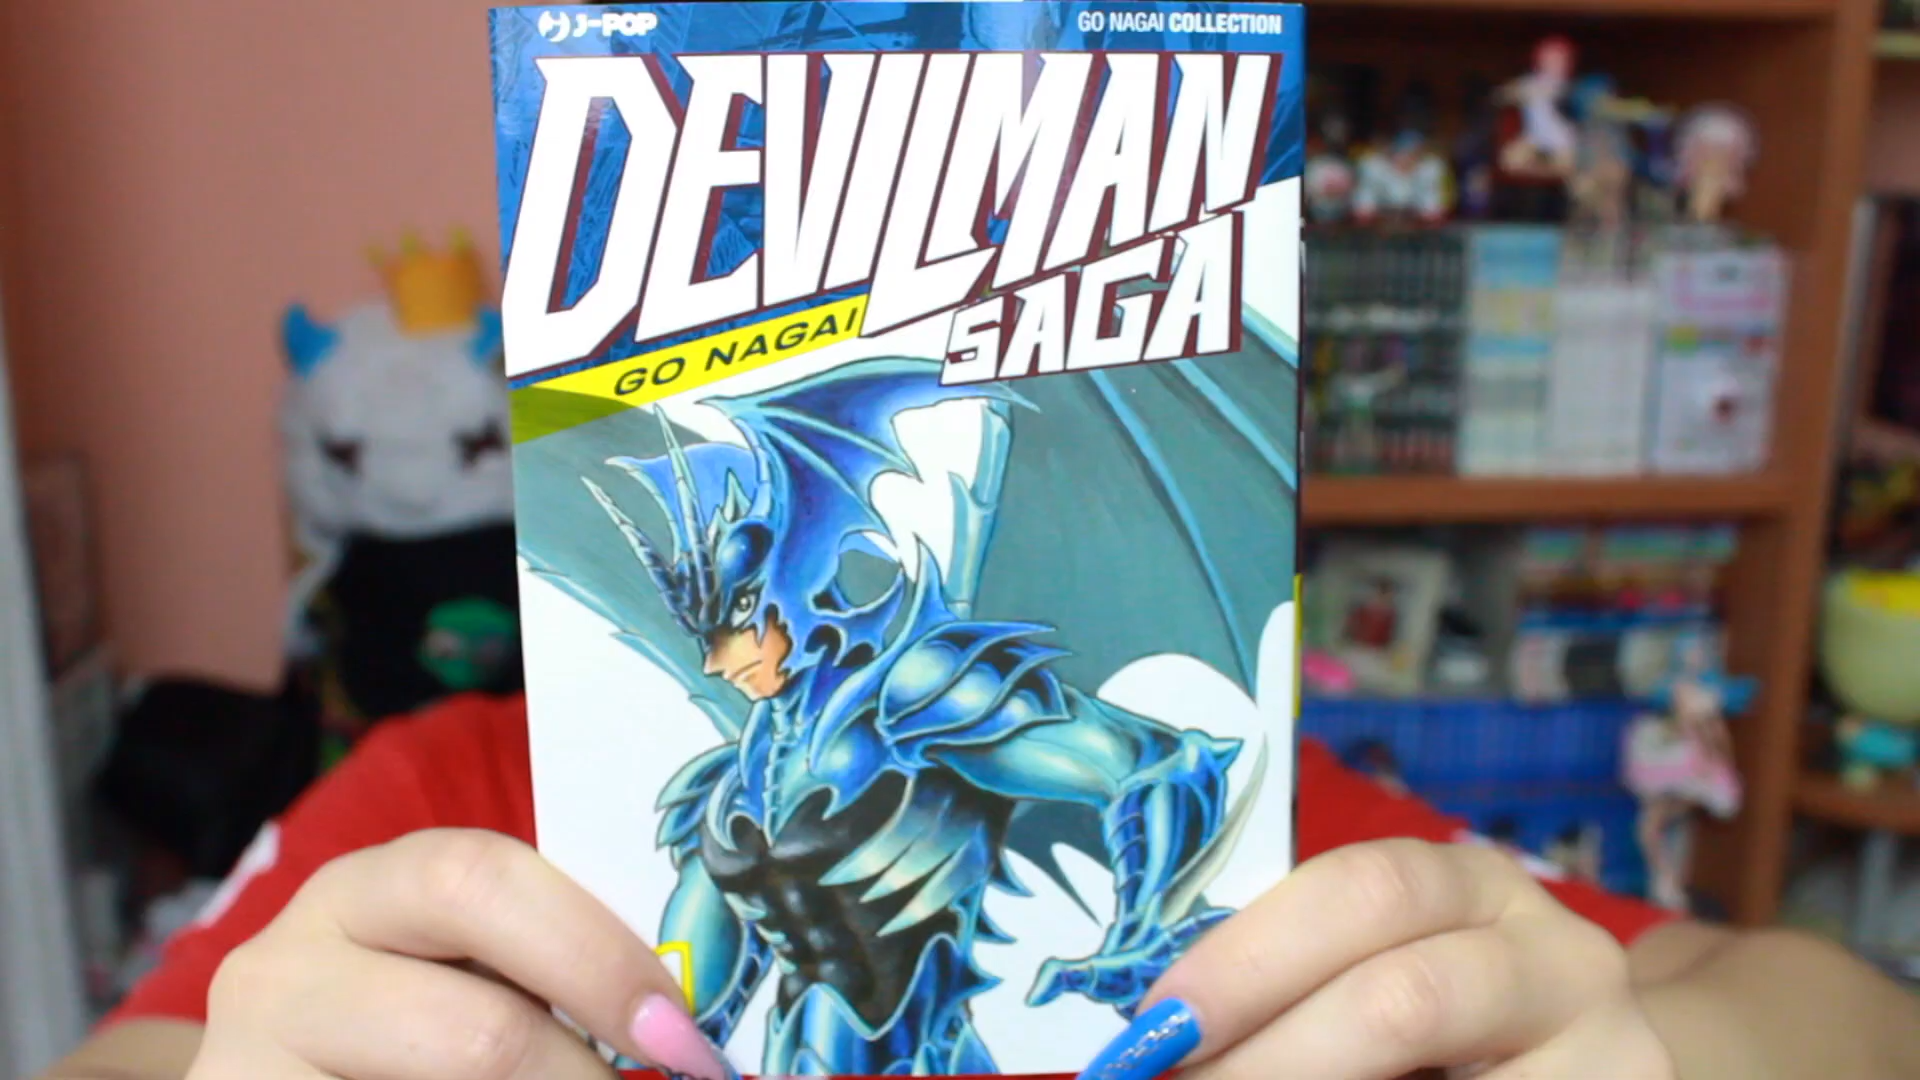 J-POP
GO NAGAI COLLECTION
DEVILMAN
SAGA
GO NAGAI